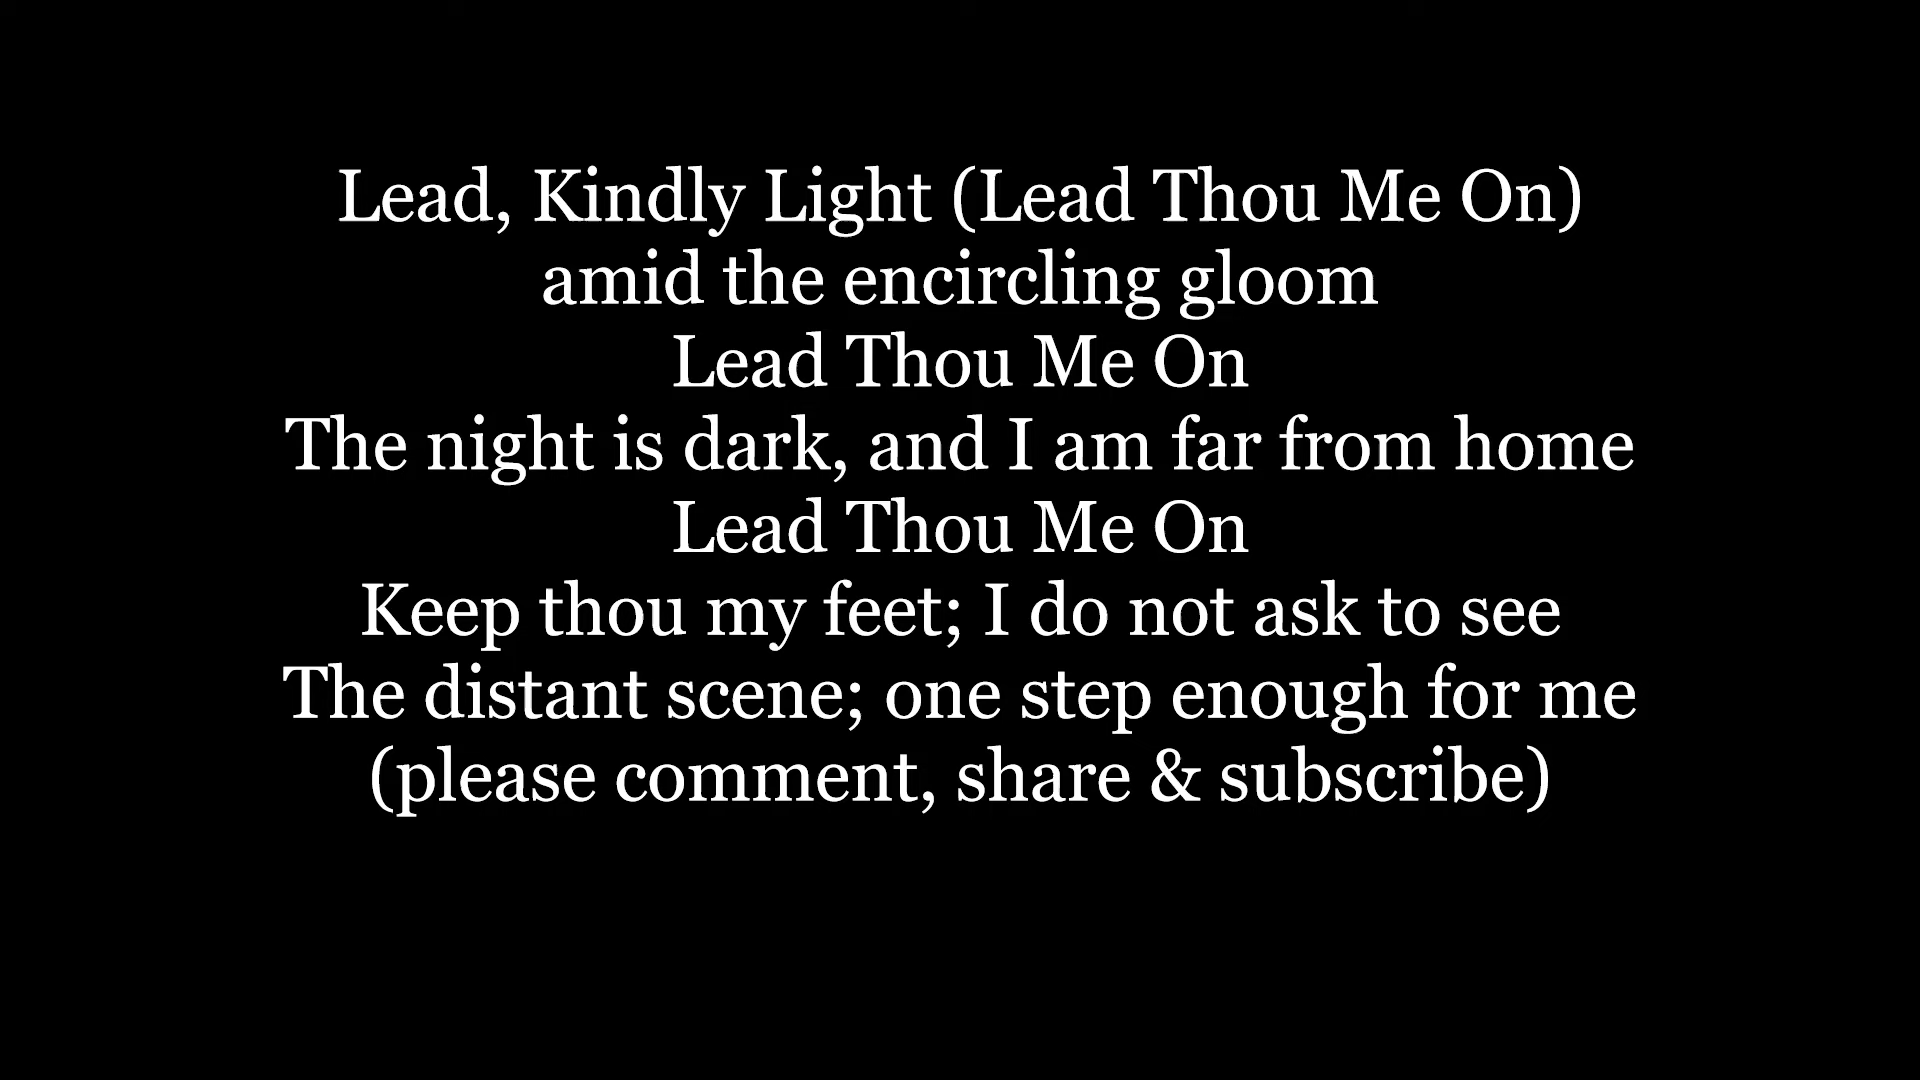 Lead, Kindly Light (Lead Thou Me On)
amid the encircling gloom
Lead Thou Me On
The night is dark, and I am far from home
Lead Thou Me On
Keep thou my feet; I do not ask to see
The distant scene; one step enough for me
(please comment, share & subscribe)